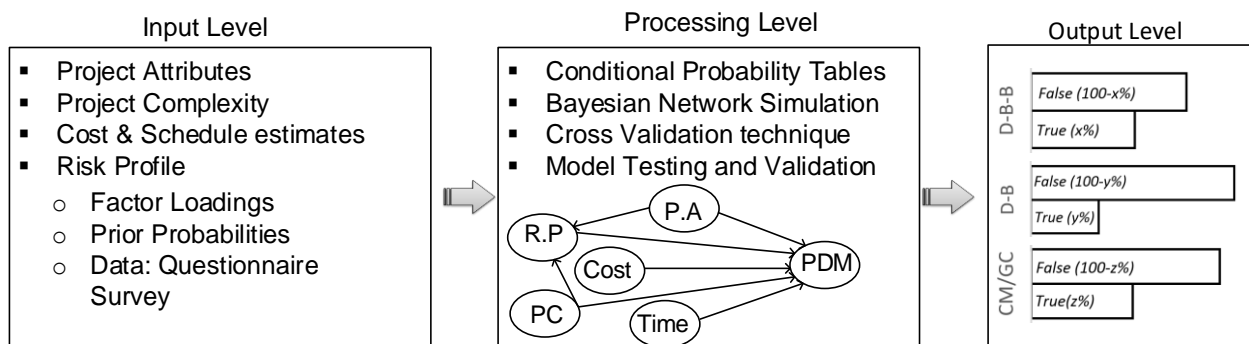 Input Level
▪ Project Attributes
▪ Project Complexity
▪ Cost & Schedule estimates
▪ Risk Profile
o Factor Loadings
o Prior Probabilities
o Data: Questionnaire
Survey
Processing Level
▪ Conditional Probability Tables
▪ Bayesian Network Simulation
▪ Cross Validation technique
▪ Model Testing and Validation
P.A
R.P
Cost
PDM
PC
Time
Output Level
D-B-B
False (100-x%)
True (x%)
D-B
False (100-y%)
True (y%)
CM/GC
False (100-z%)
True(z%)